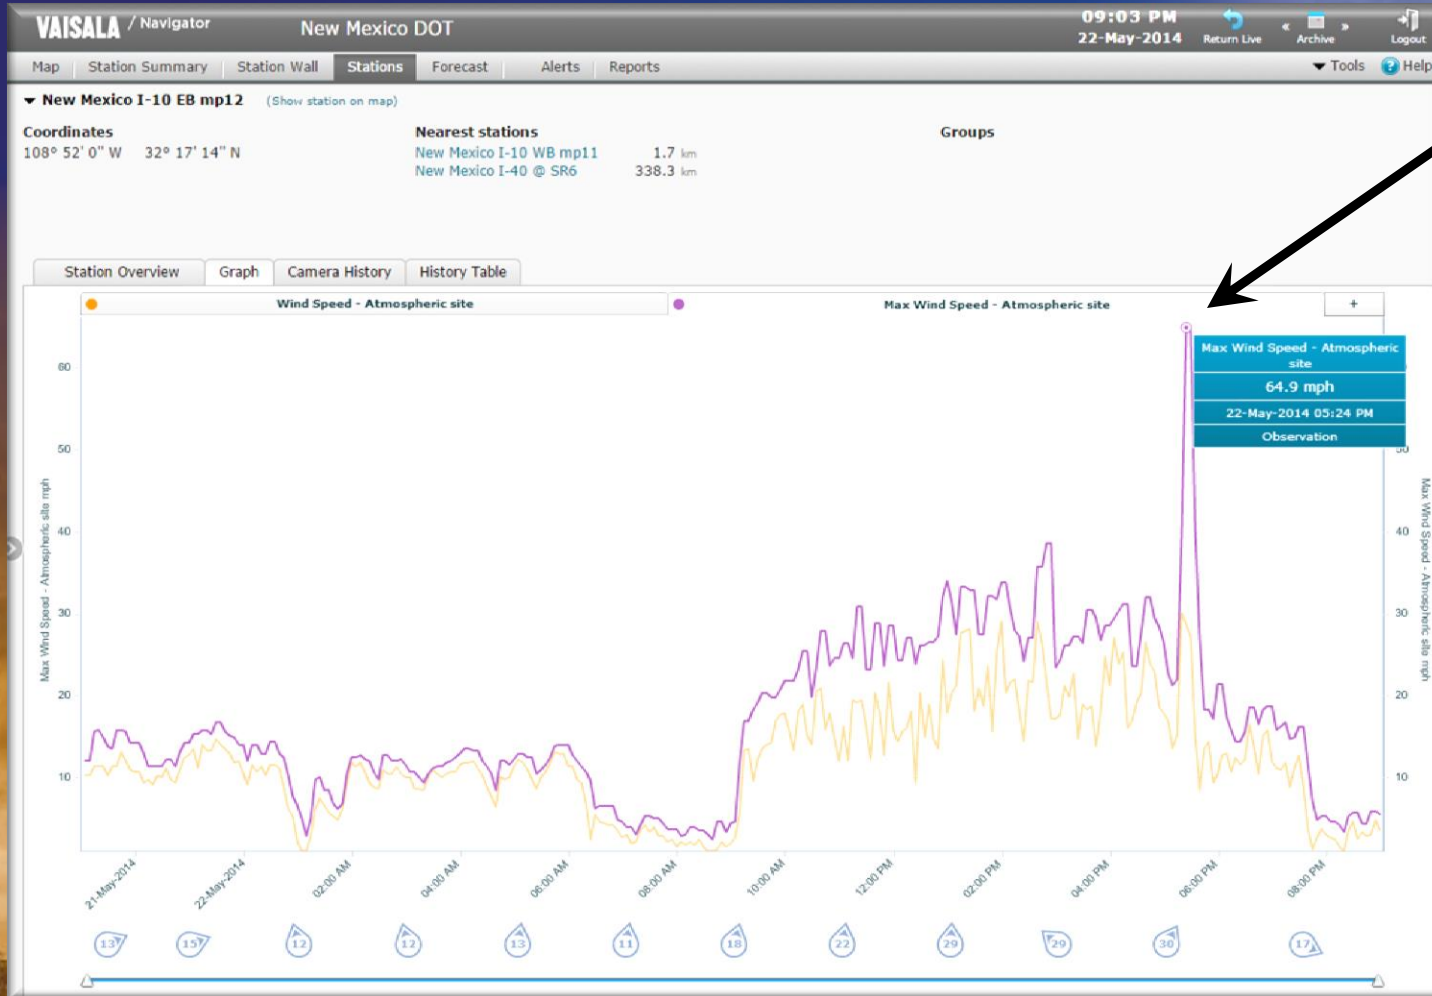 VAISALA / Navigator
New Mexico DOT
09:03 PM
22-May-2014
Return Live
«
Archive
»
Logout
Map
Station Summary
Station Wall
Stations
Forecast
Alerts
Reports
Tools
? Help
New Mexico I-10 EB mp12 (Show station on map)
Coordinates
108° 52' 0" W 32° 17' 14" N
Nearest stations
New Mexico I-10 WB mp11 1.7 km
New Mexico I-40 @ SR6 338.3 km
Groups
Station Overview
Graph
Camera History
History Table
Wind Speed - Atmospheric site
Max Wind Speed - Atmospheric site
+
Max Wind Speed - Atmospheric
site
64.9 mph
22-May-2014 05:24 PM
Observation
Max Wind Speed - Atmospheric site mph
60
50
40
30
20
10
50
40
30
20
10
Max Wind Speed - Atmospheric site mph
21-May-2014
22-May-2014
02:00 AM
04:00 AM
06:00 AM
08:00 AM
10:00 AM
12:00 PM
02:00 PM
04:00 PM
06:00 PM
08:00 PM
13
15
12
12
13
11
18
22
29
29
30
17